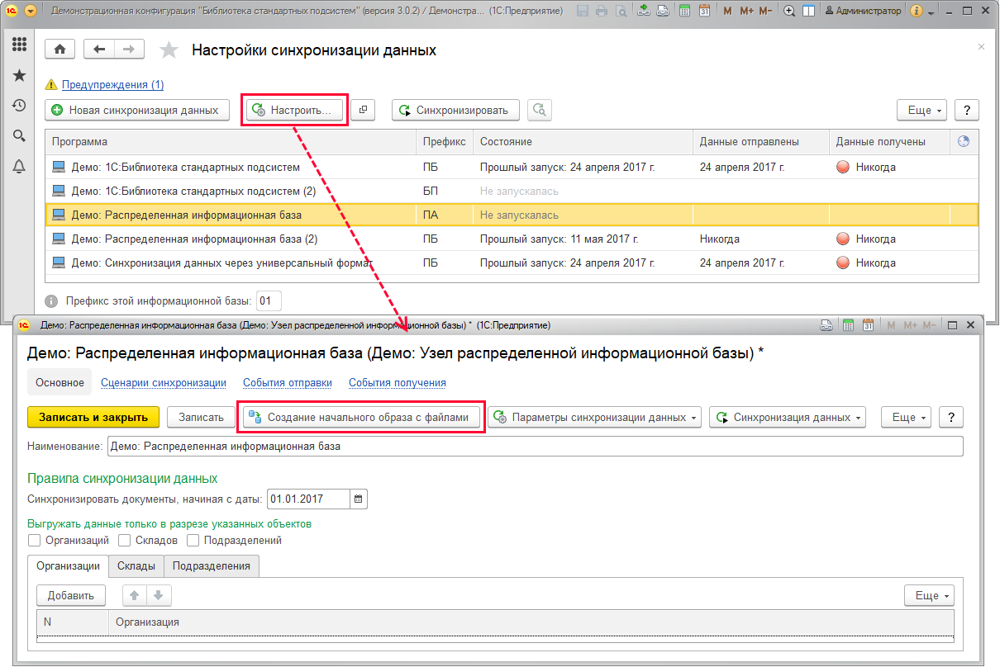 Демонстрационная конфигурация "Библиотека стандартных подсистем" (версия 3.0.2) / Демонстра... (1С:Предприятие) 31 M M+ M- Администратор
Настройки синхронизации данных
Предупреждения (1)
Новая синхронизация данных Настроить... Синхронизировать Еще ?
Программа Префикс Состояние Данные отправлены Данные получены
Демо: 1С:Библиотека стандартных подсистем ПБ Прошлый запуск: 24 апреля 2017 г. 24 апреля 2017 г. Никогда
Демо: 1С:Библиотека стандартных подсистем (2) БП Не запускалась
Демо: Распределенная информационная база ПА Не запускалась
Демо: Распределенная информационная база (2) ПБ Прошлый запуск: 11 мая 2017 г. Никогда Никогда
Демо: Синхронизация данных через универсальный формат ПБ Прошлый запуск: 24 апреля 2017 г. 24 апреля 2017 г. Никогда
Префикс этой информационной базы: 01
Демо: Распределенная информационная база (Демо: Узел распределенной информационной базы) * (1С:Предприятие) 31 M M+ M-
Демо: Распределенная информационная база (Демо: Узел распределенной информационной базы) *
Основное Сценарии синхронизации События отправки События получения
Записать и закрыть Записать Создание начального образа с файлами Параметры синхронизации данных Синхронизация данных Еще ?
Наименование: Демо: Распределенная информационная база
Правила синхронизации данных
Синхронизировать документы, начиная с даты: 01.01.2017
Выгружать данные только в разрезе указанных объектов
Организаций Складов Подразделений
Организации Склады Подразделения
Добавить Еще
N Организация